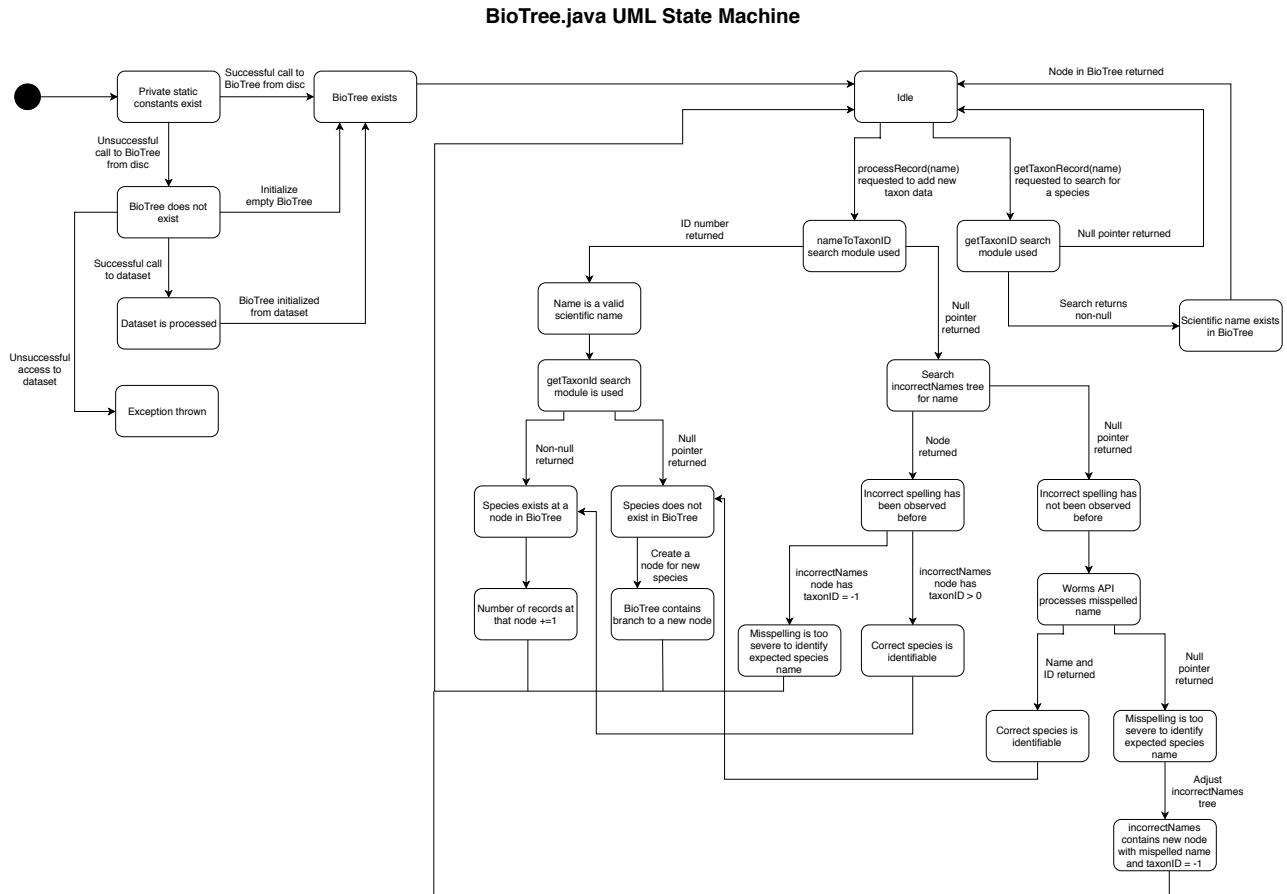 BioTree.java UML State Machine
Private static
constants exist
Successful call to
BioTree from disc
BioTree exists
Idle
Node in BioTree returned
Unsuccessful
call to BioTree
from disc
processRecord(name)
requested to add new
taxon data
getTaxonRecord(name)
requested to search for
a species
BioTree does not
exist
Initialize
empty BioTree
ID number
returned
nameToTaxonID
search module used
getTaxonID search
module used
Null pointer returned
Successful call
to dataset
Name is a valid
scientific name
Null
pointer
returned
Search returns
non-null
Scientific name exists
in BioTree
Dataset is processed
BioTree initialized
from dataset
Unsuccessful
access to
dataset
Exception thrown
getTaxonId search
module is used
Search
incorrectNames tree
for name
Non-null
returned
Null
pointer
returned
Node
returned
Null
pointer
returned
Species exists at a
node in BioTree
Species does not
exist in BioTree
Incorrect spelling has
been observed
before
Incorrect spelling has
not been observed
before
Create a
node for new
species
incorrectNames
node has
taxonID = -1
incorrectNames
node has
taxonID > 0
Worms API
processes misspelled
name
Number of records at
that node +=1
BioTree contains
branch to a new node
Misspelling is too
severe to identify
expected species
name
Correct species is
identifiable
Name and
ID returned
Null
pointer
returned
Correct species is
identifiable
Misspelling is too
severe to identify
expected species
name
Adjust
incorrectNames
tree
incorrectNames
contains new node
with mispelled name
and taxonID = -1